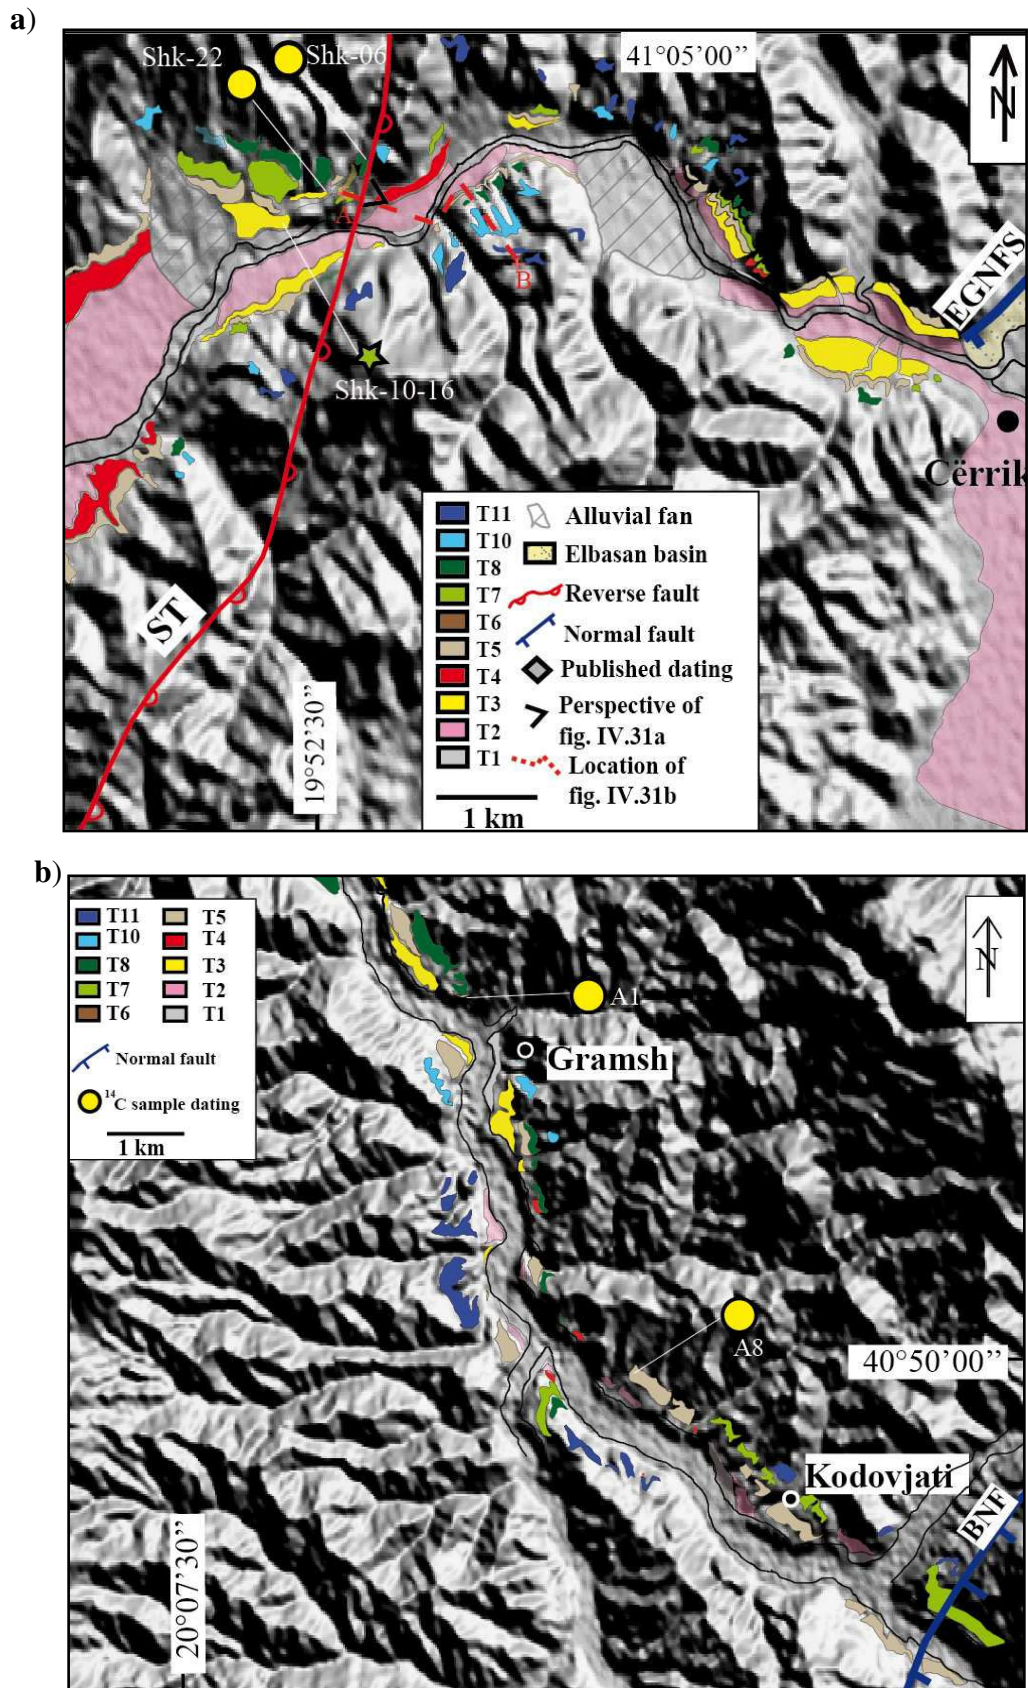 a)
Shk-22
Shk-06
41°05'00''
N
A
B
EGNFS
Shk-10-16
Cërrik
ST
19°52'30''
T11
T10
T8
T7
T6
T5
T4
T3
T2
T1
Alluvial fan
Elbasan basin
Reverse fault
Normal fault
Published dating
Perspective of
fig. IV.31a
Location of
fig. IV.31b
1 km
b)
T11
T10
T8
T7
T6
T5
T4
T3
T2
T1
Normal fault
14C sample dating
1 km
N
A1
Gramsh
A8
40°50'00''
Kodovjati
BNF
20°07'30''